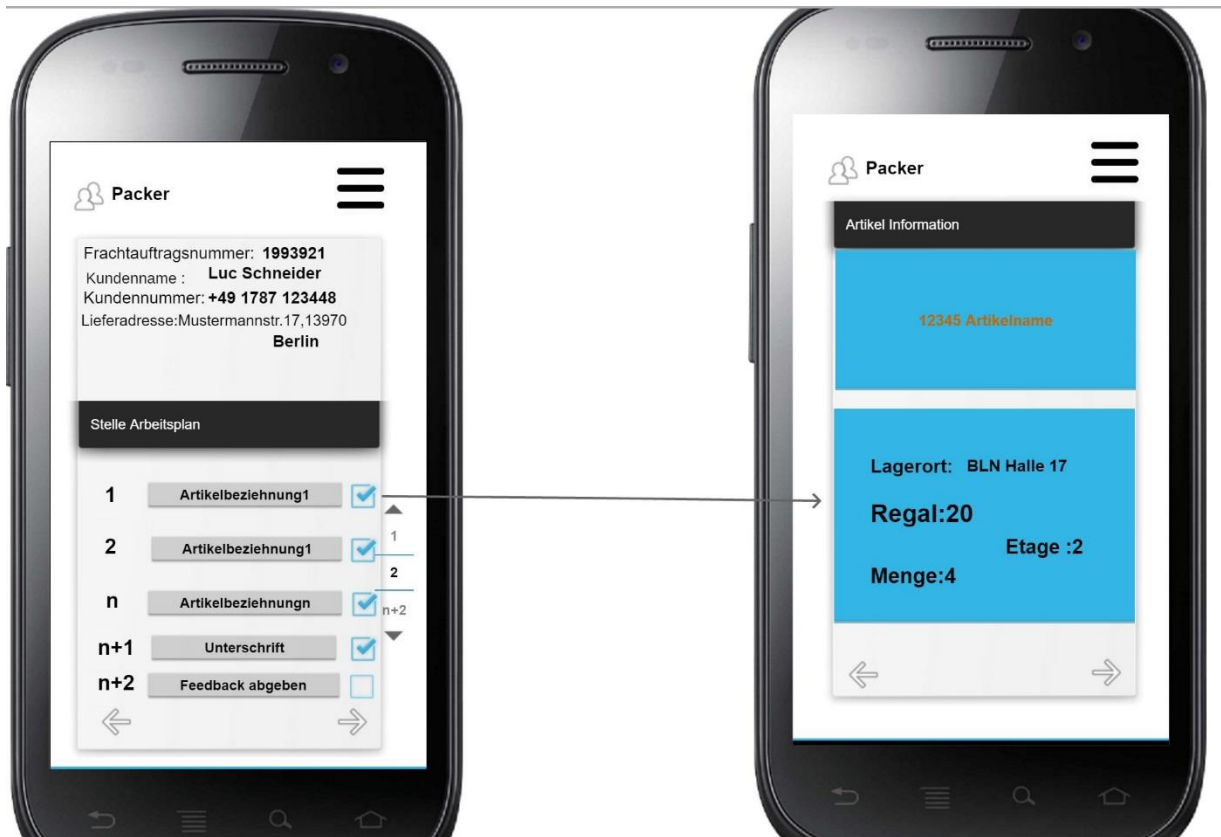 Packer
Frachtauftragsnummer: 1993921
Kundenname : Luc Schneider
Kundennummer: +49 1787 123448
Lieferadresse:Mustermannstr.17,13970
Berlin
Stelle Arbeitsplan
1 Artikelbeziehnung1
2 Artikelbeziehnung1
n Artikelbeziehnungn
n+1 Unterschrift
n+2 Feedback abgeben
1
2
n+2
Packer
Artikel Information
12345 Artikelname
Lagerort: BLN Halle 17
Regal:20
Etage :2
Menge:4